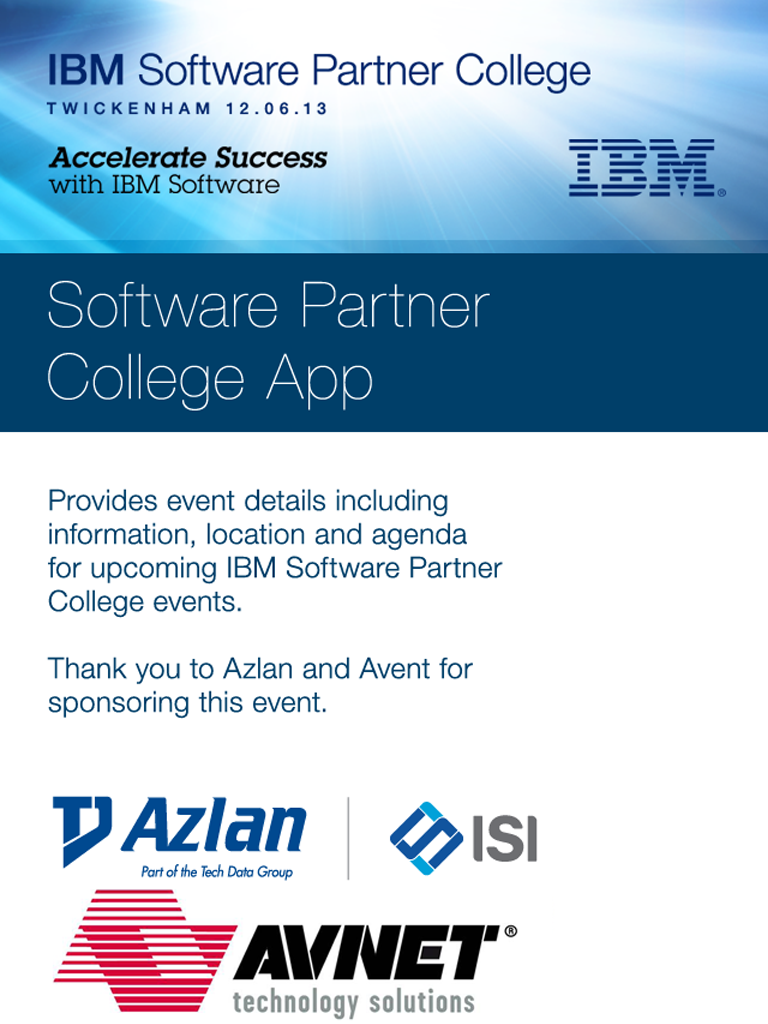 IBM Software Partner College
TWICKENHAM 12.06.13
Accelerate Success
with IBM Software
IBM®
Software Partner
College App
Provides event details including
information, location and agenda
for upcoming IBM Software Partner
College events.
Thank you to Azlan and Avent for
sponsoring this event.
TD Azlan
Part of the Tech Data Group
ISI
AVNET®
technology solutions